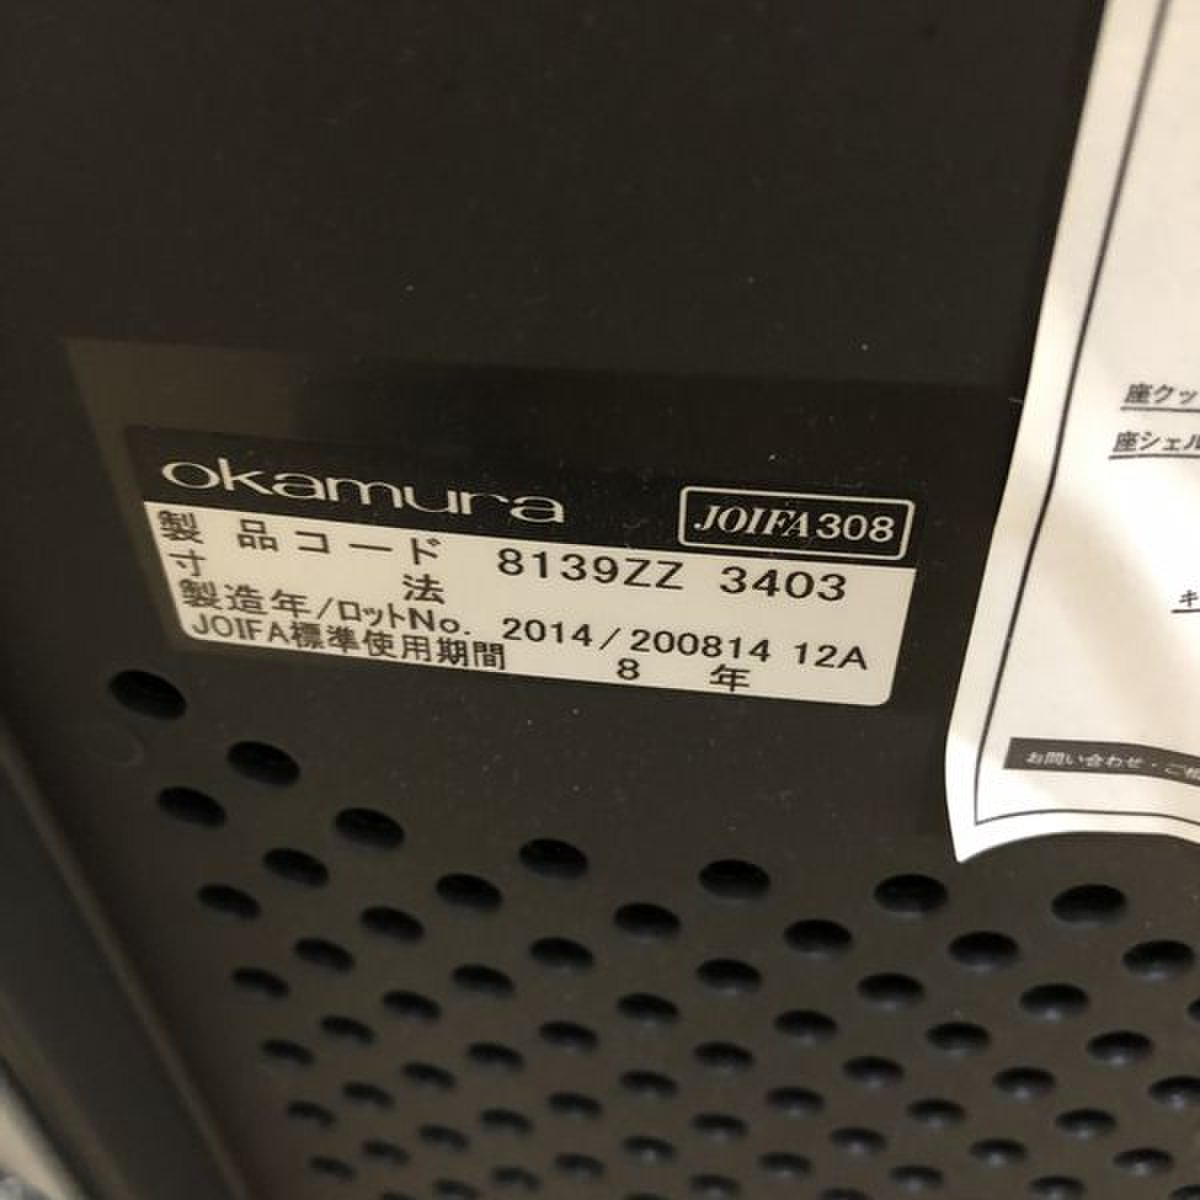 okamura JOIFA308
製品コード 8139ZZ 3403
寸法
製造年/ロットNo. 2014/200814 12A
JOIFA標準使用期間 8年
座クッ
座シェル
キ
お問い合わせ・ご